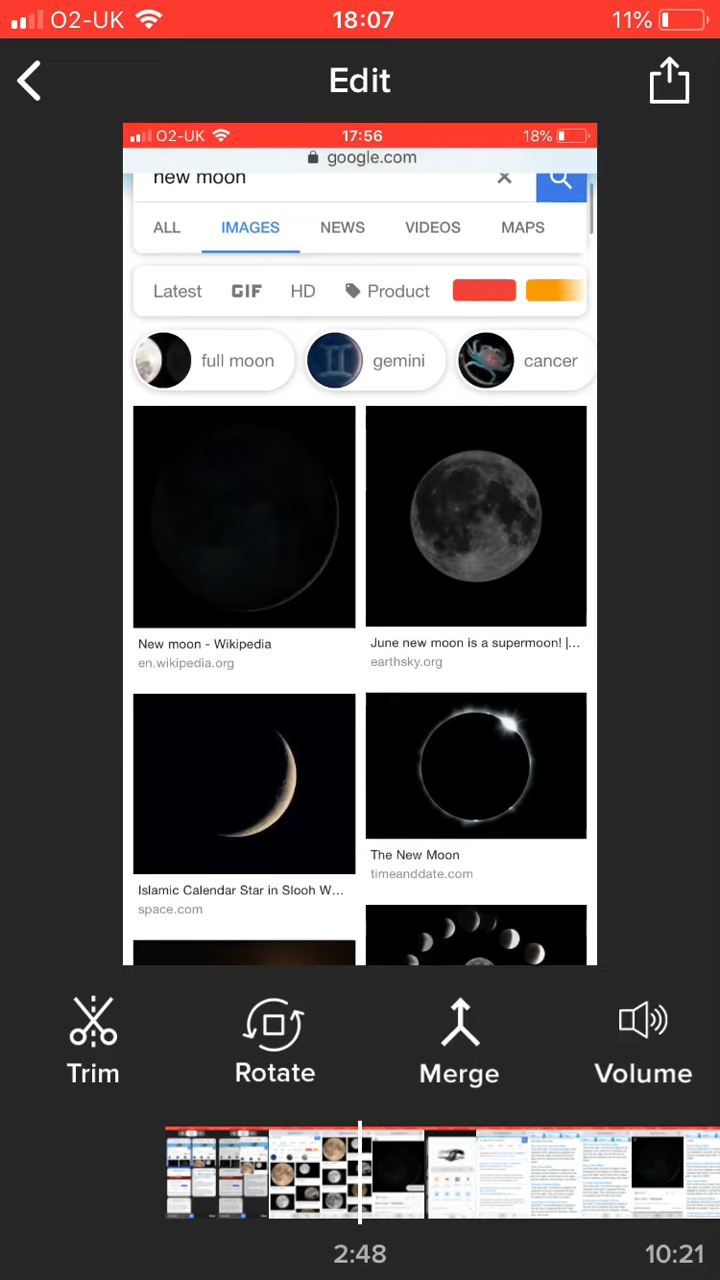 O2-UK 18:07 11%
Edit
O2-UK 17:56 18%
google.com
new moon
ALL IMAGES NEWS VIDEOS MAPS
Latest GIF HD Product
full moon gemini cancer
New moon - Wikipedia
en.wikipedia.org
June new moon is a supermoon! |...
earthsky.org
Islamic Calendar Star in Slooh W...
space.com
The New Moon
timeanddate.com
Trim Rotate Merge Volume
2:48 10:21